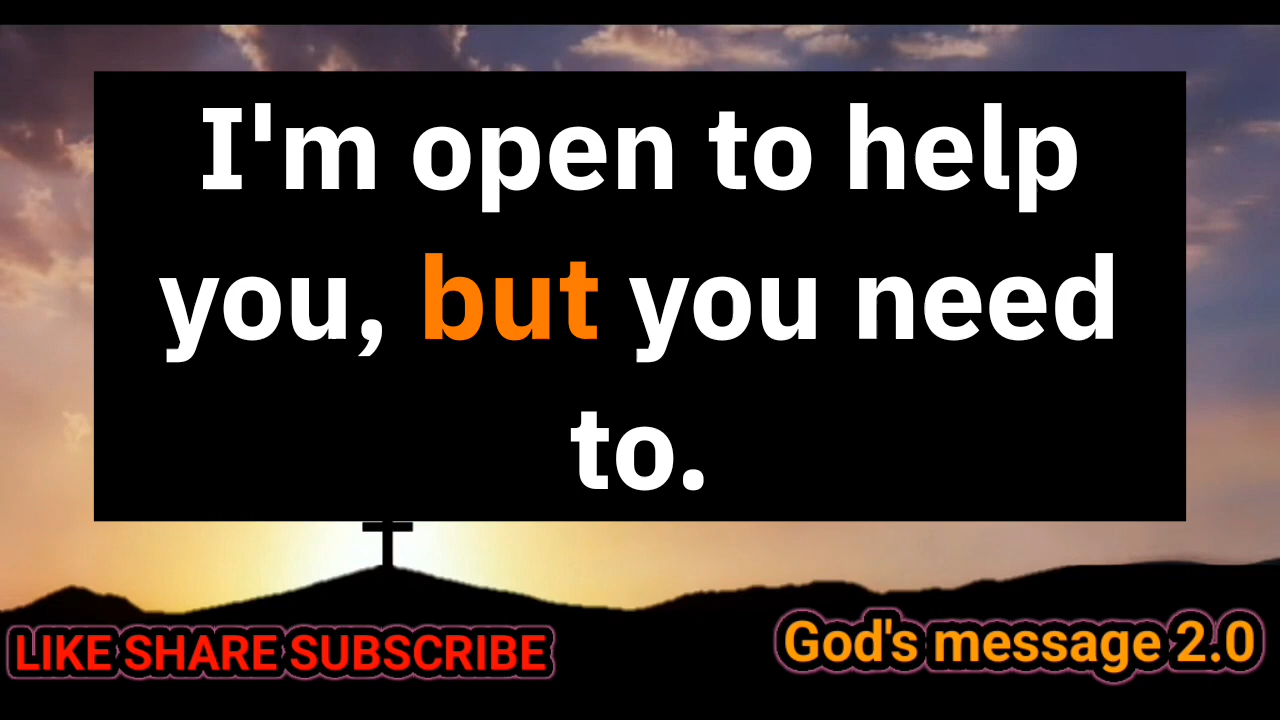 I'm open to help
you, but you need
to.
LIKE SHARE SUBSCRIBE
God's message 2.0